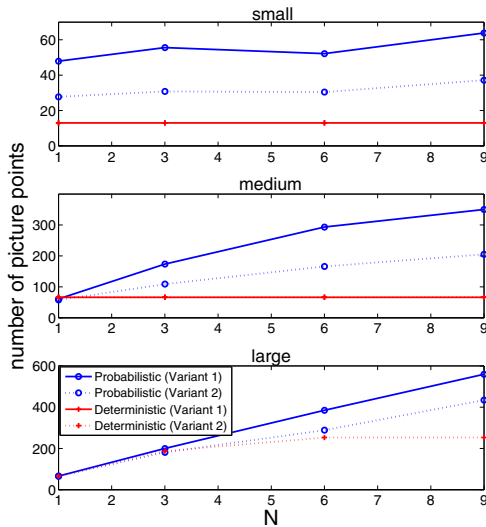 small
60
40
20
0
1 2 3 4 5 6 7 8 9
medium
300
200
100
0
1 2 3 4 5 6 7 8 9
number of picture points
large
600
400
200
0
Probabilistic (Variant 1)
Probabilistic (Variant 2)
Deterministic (Variant 1)
Deterministic (Variant 2)
1 2 3 4 5 6 7 8 9
N